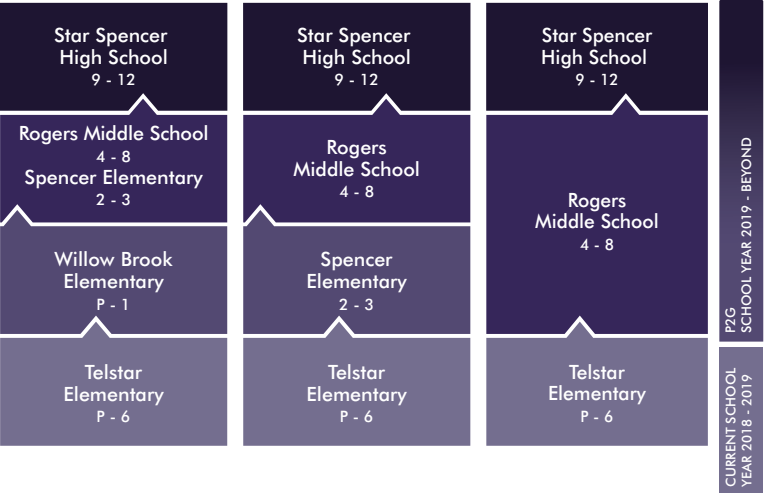 Star Spencer
High School
9 - 12
Rogers Middle School
4 - 8
Spencer Elementary
2 - 3
Willow Brook
Elementary
P - 1
Telstar
Elementary
P - 6
Star Spencer
High School
9 - 12
Rogers
Middle School
4 - 8
Spencer
Elementary
2 - 3
Telstar
Elementary
P - 6
Star Spencer
High School
9 - 12
Rogers
Middle School
4 - 8
Telstar
Elementary
P - 6
P2G
SCHOOL YEAR 2019 - BEYOND
CURRENT SCHOOL
YEAR 2018 - 2019